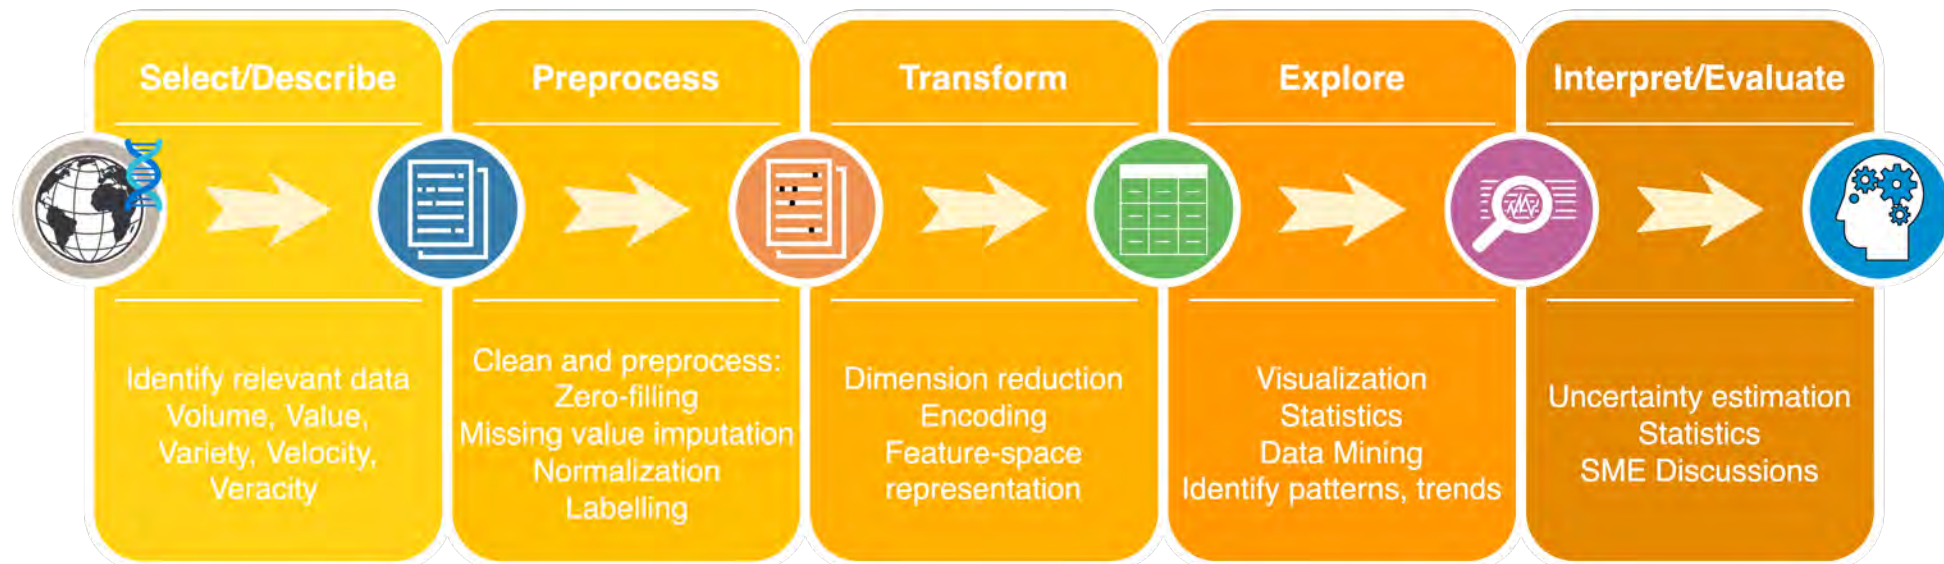 Select/Describe
Identify relevant data
Volume, Value,
Variety, Velocity,
Veracity
Preprocess
Clean and preprocess:
Zero-filling
Missing value imputation
Normalization
Labelling
Transform
Dimension reduction
Encoding
Feature-space
representation
Explore
Visualization
Statistics
Data Mining
Identify patterns, trends
Interpret/Evaluate
Uncertainty estimation
Statistics
SME Discussions